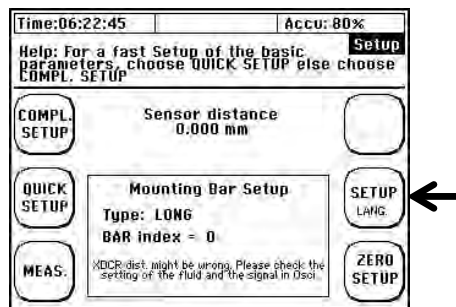 Time:06:22:45 Accu: 80%
Setup
Help: For a fast Setup of the basic
parameters, choose QUICK SETUP else choose
COMPL. SETUP
COMPL. SETUP
Sensor distance
0.000 mm
QUICK SETUP
Mounting Bar Setup
Type: LONG
BAR index = 0
XDCR dist. might be wrong. Please check the
setting of the fluid and the signal in Osci.
SETUP
LANG.
MEAS.
ZERO
SETUP